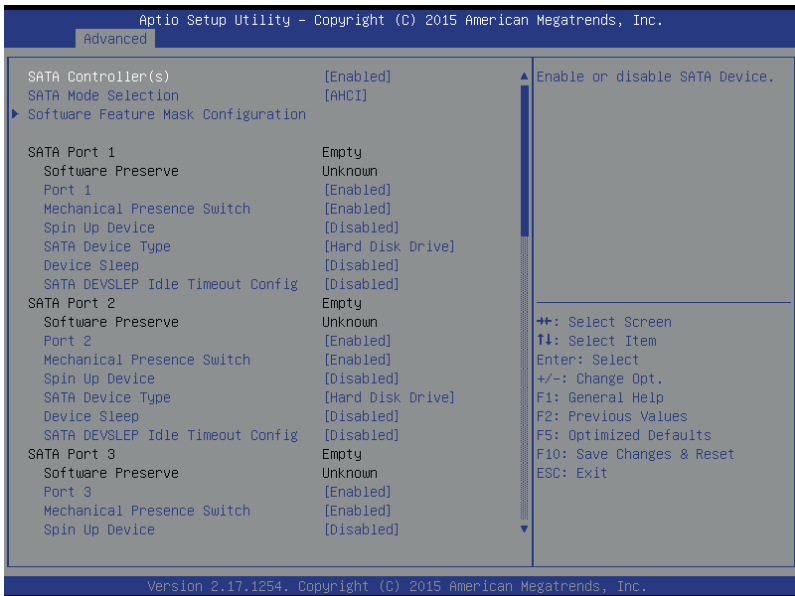 Aptio Setup Utility – Copyright (C) 2015 American Megatrends, Inc.
Advanced
SATA Controller(s) [Enabled]
SATA Mode Selection [AHCI]
Software Feature Mask Configuration
SATA Port 1 Empty
Software Preserve Unknown
Port 1 [Enabled]
Mechanical Presence Switch [Enabled]
Spin Up Device [Disabled]
SATA Device Type [Hard Disk Drive]
Device Sleep [Disabled]
SATA DEVSLEP Idle Timeout Config [Disabled]
SATA Port 2 Empty
Software Preserve Unknown
Port 2 [Enabled]
Mechanical Presence Switch [Enabled]
Spin Up Device [Disabled]
SATA Device Type [Hard Disk Drive]
Device Sleep [Disabled]
SATA DEVSLEP Idle Timeout Config [Disabled]
SATA Port 3 Empty
Software Preserve Unknown
Port 3 [Enabled]
Mechanical Presence Switch [Enabled]
Spin Up Device [Disabled]
Enable or disable SATA Device.
→←: Select Screen
↑↓: Select Item
Enter: Select
+/-: Change Opt.
F1: General Help
F2: Previous Values
F5: Optimized Defaults
F10: Save Changes & Reset
ESC: Exit
Version 2.17.1254. Copyright (C) 2015 American Megatrends, Inc.